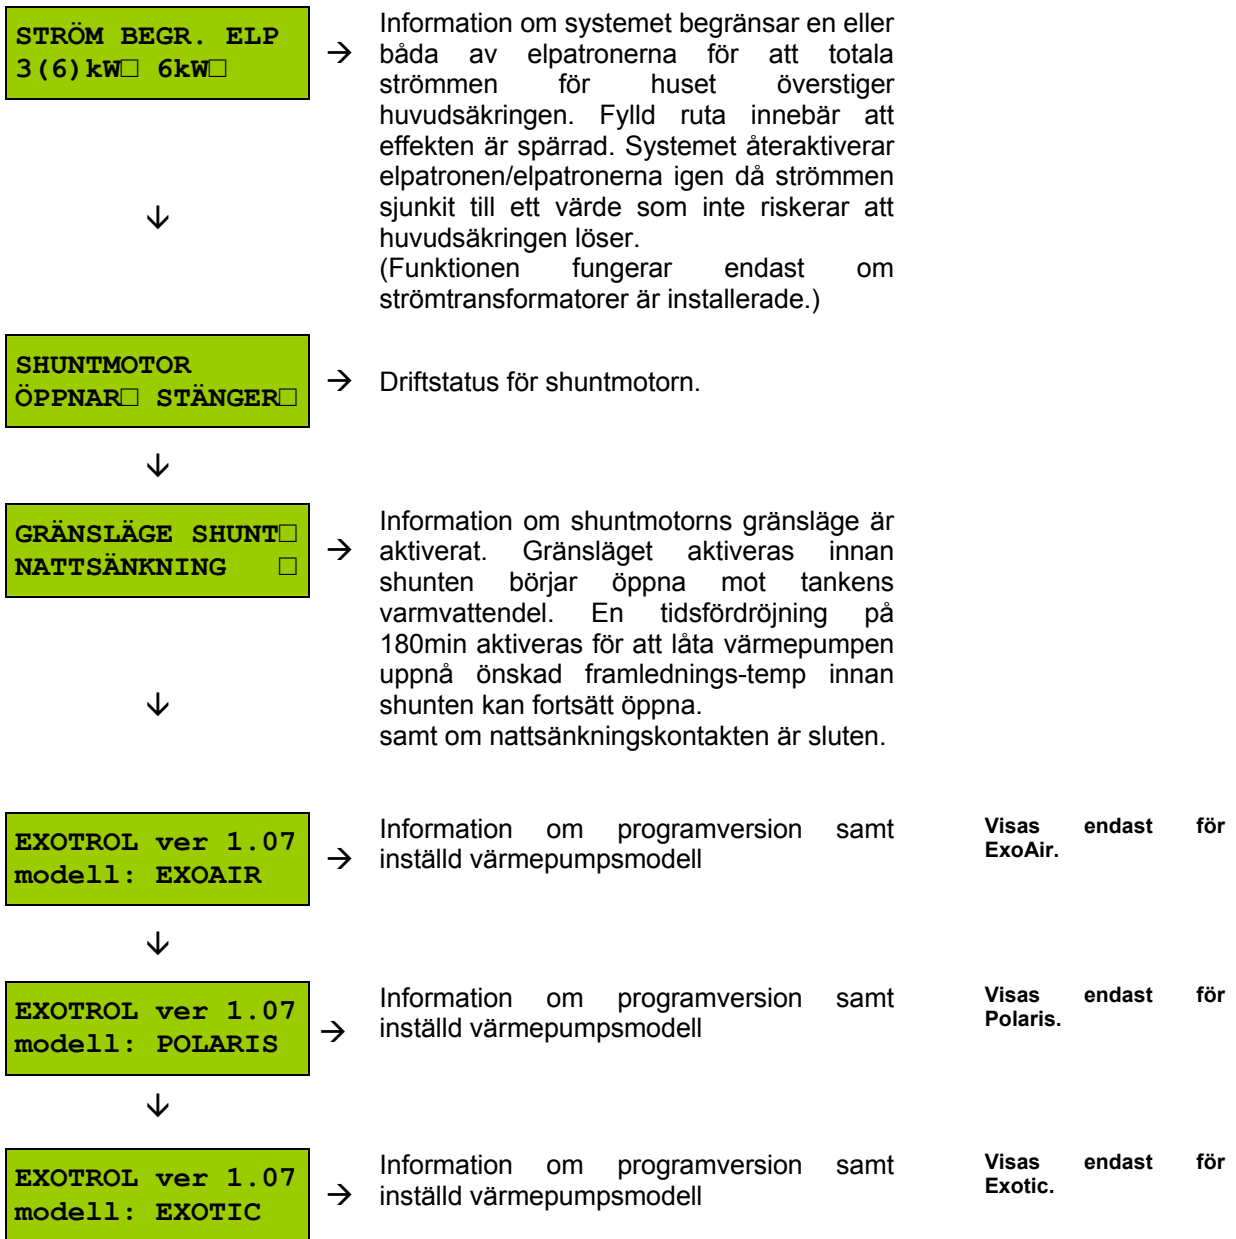 STRÖM BEGR. ELP
3(6)kW□ 6kW□
→
Information om systemet begränsar en eller
båda av elpatronerna för att totala
strömmen för huset överstiger
huvudsäkringen. Fylld ruta innebär att
effekten är spärrad. Systemet återaktiverar
elpatronen/elpatronerna igen då strömmen
sjunkit till ett värde som inte riskerar att
huvudsäkringen löser.
(Funktionen fungerar endast om
strömtransformatorer är installerade.)
↓
SHUNTMOTOR
ÖPPNAR□ STÄNGER□
→
Driftstatus för shuntmotorn.
↓
GRÄNSLÄGE SHUNT□
NATTSÄNKNING □
→
Information om shuntmotorns gränsläge är
aktiverat. Gränsläget aktiveras innan
shunten börjar öppna mot tankens
varmvattendel. En tidsfördröjning på
180min aktiveras för att låta värmepumpen
uppnå önskad framlednings-temp innan
shunten kan fortsätt öppna.
samt om nattsänkningskontakten är sluten.
↓
EXOTROL ver 1.07
modell: EXOAIR
→
Information om programversion samt
inställd värmepumpsmodell
Visas endast för
ExoAir.
↓
EXOTROL ver 1.07
modell: POLARIS
→
Information om programversion samt
inställd värmepumpsmodell
Visas endast för
Polaris.
↓
EXOTROL ver 1.07
modell: EXOTIC
→
Information om programversion samt
inställd värmepumpsmodell
Visas endast för
Exotic.